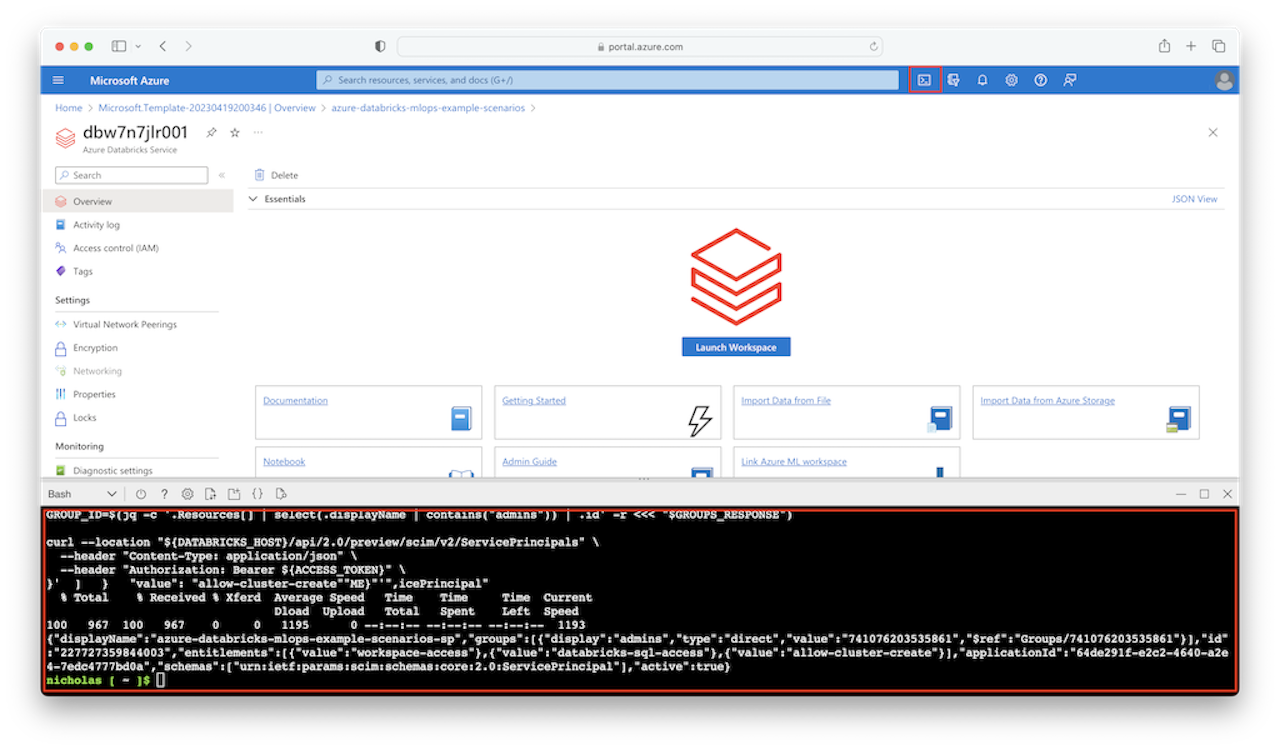 portal.azure.com
Microsoft Azure
Search resources, services, and docs (G+/)
Home > Microsoft.Template-20230419200346 | Overview > azure-databricks-mlops-example-scenarios >
dbw7n7jlr001
Azure Databricks Service
Search
«
Delete
Overview
Essentials
JSON View
Activity log
Access control (IAM)
Tags
Settings
Virtual Network Peerings
Encryption
Networking
Properties
Locks
Monitoring
Diagnostic settings
Launch Workspace
Documentation
Getting Started
Import Data from File
Import Data from Azure Storage
Notebook
Admin Guide
Link Azure ML workspace
Bash
GROUP_ID=$(jq -c '.Resources[] | select(.displayName | contains("admins")) | .id' -r <<< "$GROUPS_RESPONSE")
curl --location "${DATABRICKS_HOST}/api/2.0/preview/scim/v2/ServicePrincipals" \
--header "Content-Type: application/json" \
--header "Authorization: Bearer ${ACCESS_TOKEN}" \
}' ] } "value": "allow-cluster-create""ME}"'",icePrincipal"
% Total % Received % Xferd Average Speed Time Time Time Current
Dload Upload Total Spent Left Speed
100 967 100 967 0 0 1195 0 --:--:-- --:--:-- --:--:-- 1193
{"displayName":"azure-databricks-mlops-example-scenarios-sp","groups":[{"display":"admins","type":"direct","value":"741076203535861","$ref":"Groups/741076203535861"}],"id"
:"227727359844003","entitlements":[{"value":"workspace-access"},{"value":"databricks-sql-access"},{"value":"allow-cluster-create"}],"applicationId":"64de291f-e2c2-4640-a2e
4-7edc4777bd0a","schemas":["urn:ietf:params:scim:schemas:core:2.0:ServicePrincipal"],"active":true}
nicholas [ ~ ]$